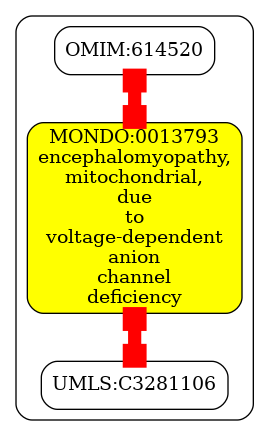 OMIM:614520
MONDO:0013793
encephalomyopathy,
mitochondrial,
due
to
voltage-dependent
anion
channel
deficiency
UMLS:C3281106